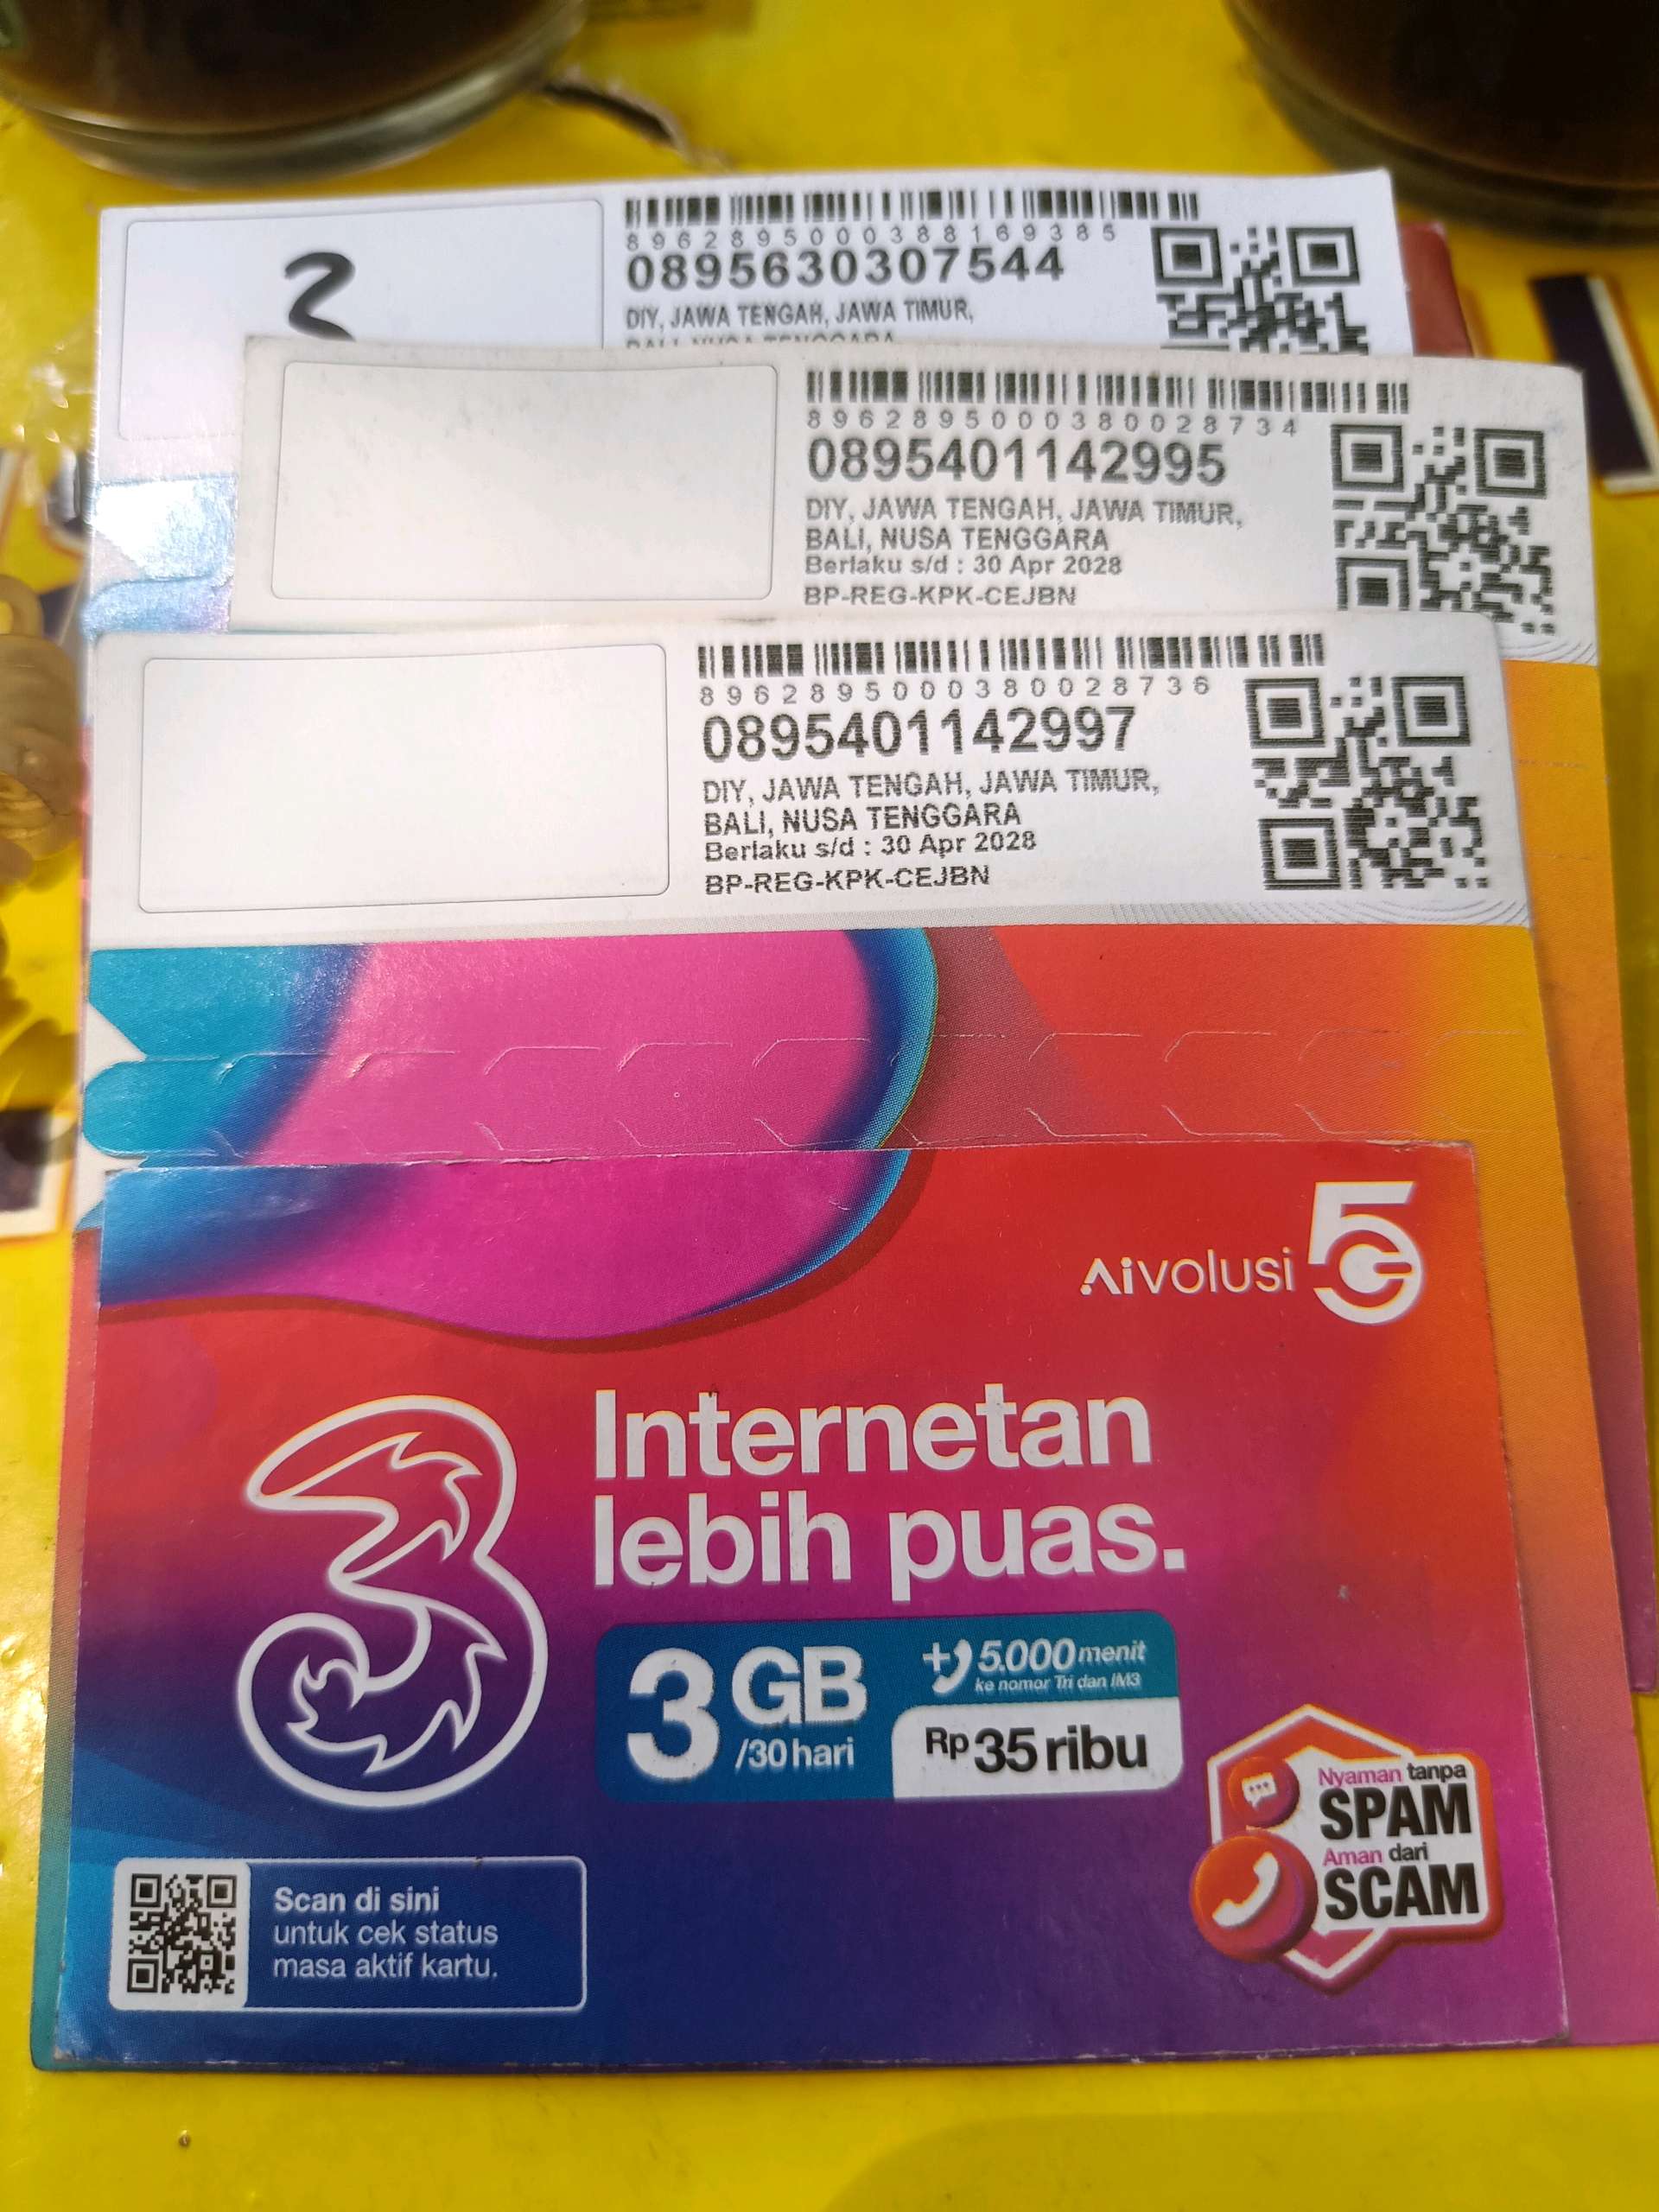 8962895000388169385
0895630307544
DIY, JAWA TENGAH, JAWA TIMUR,
BALI, NUSA TENGGARA
8962895000380028734
0895401142995
DIY, JAWA TENGAH, JAWA TIMUR,
BALI, NUSA TENGGARA
Berlaku s/d : 30 Apr 2028
BP-REG-KPK-CEJBN
8962895000380028736
0895401142997
DIY, JAWA TENGAH, JAWA TIMUR,
BALI, NUSA TENGGARA
Berlaku s/d : 30 Apr 2028
BP-REG-KPK-CEJBN
Aivolusi 5G
3
Internetan
lebih puas.
3 GB
/30 hari
+ 5.000 menit
ke nomor Tri dan IM3
Rp 35 ribu
Nyaman tanpa
SPAM
Aman dari
SCAM
Scan di sini
untuk cek status
masa aktif kartu.